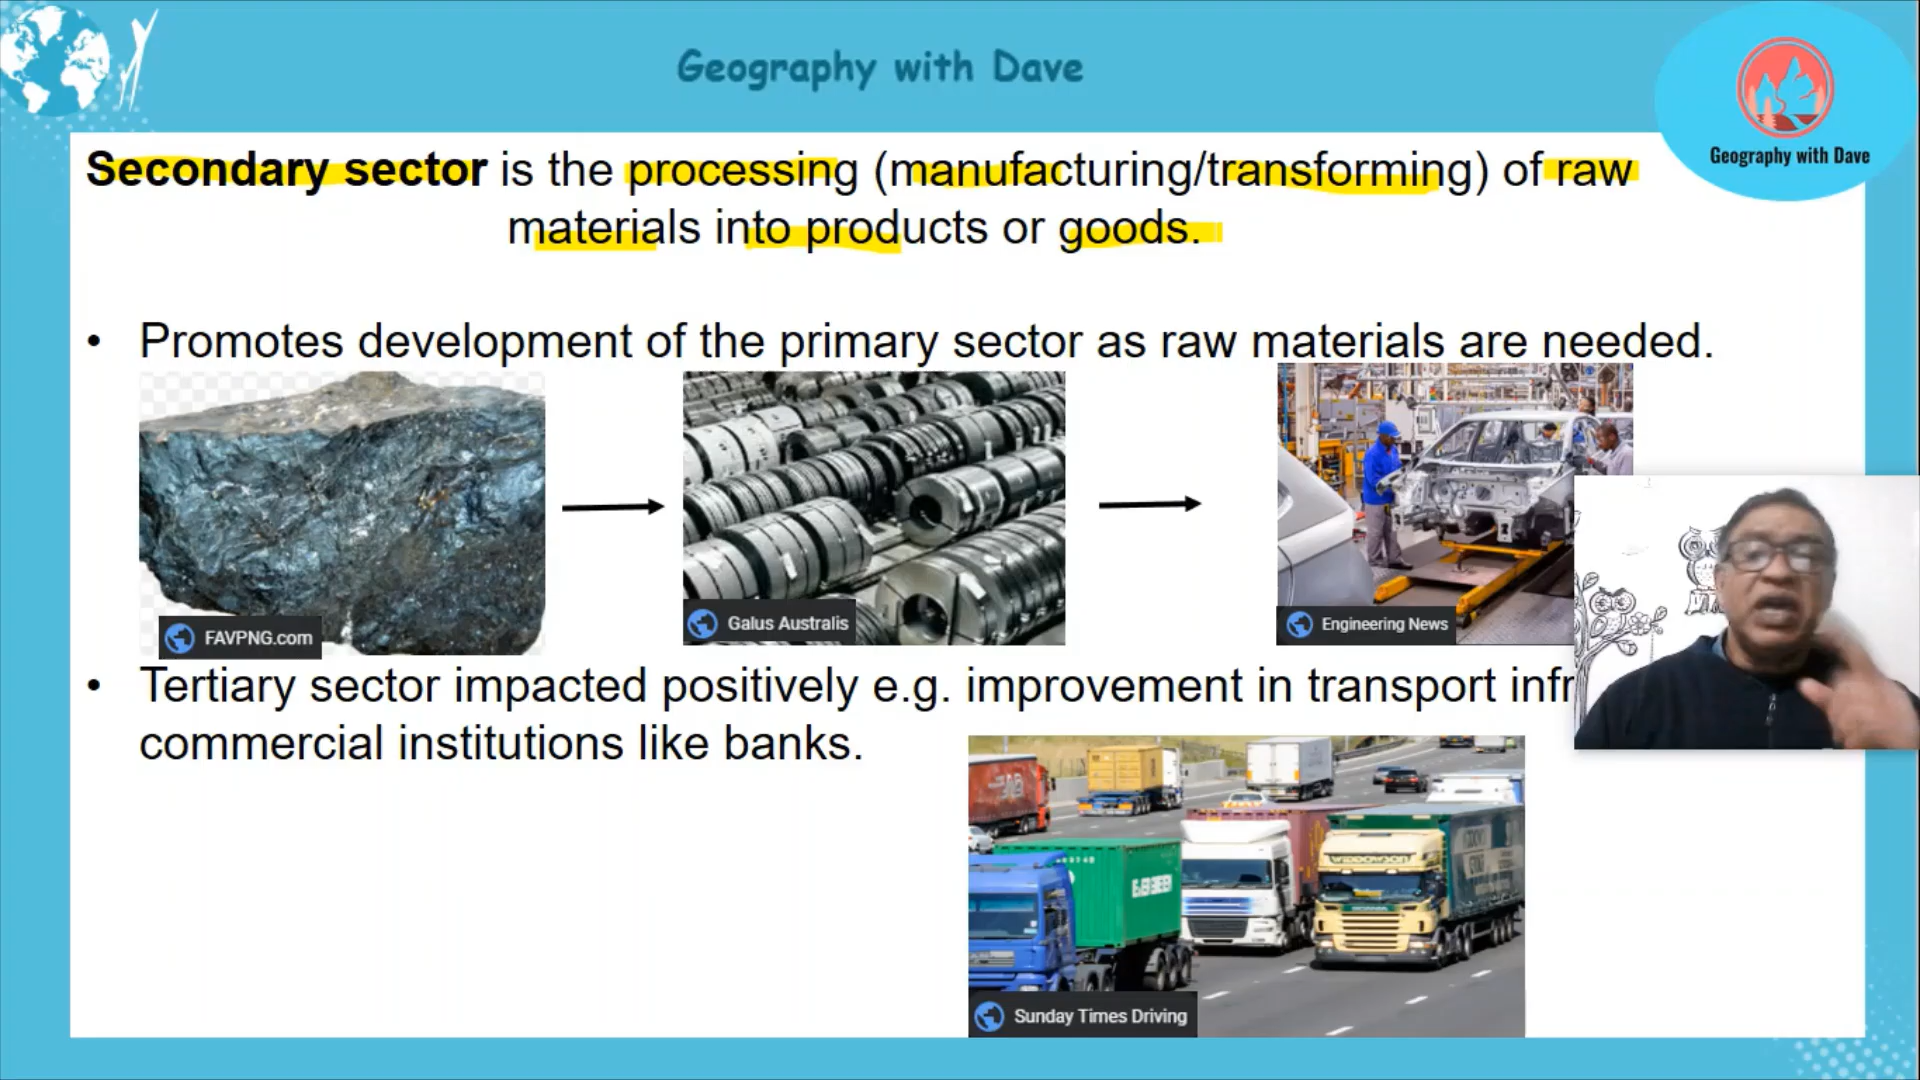 Geography with Dave
Geography with Dave
Secondary sector is the processing (manufacturing/transforming) of raw
materials into products or goods.
• Promotes development of the primary sector as raw materials are needed.
FAVPNG.com
Galus Australis
Engineering News
• Tertiary sector impacted positively e.g. improvement in transport
commercial institutions like banks.
Sunday Times Driving